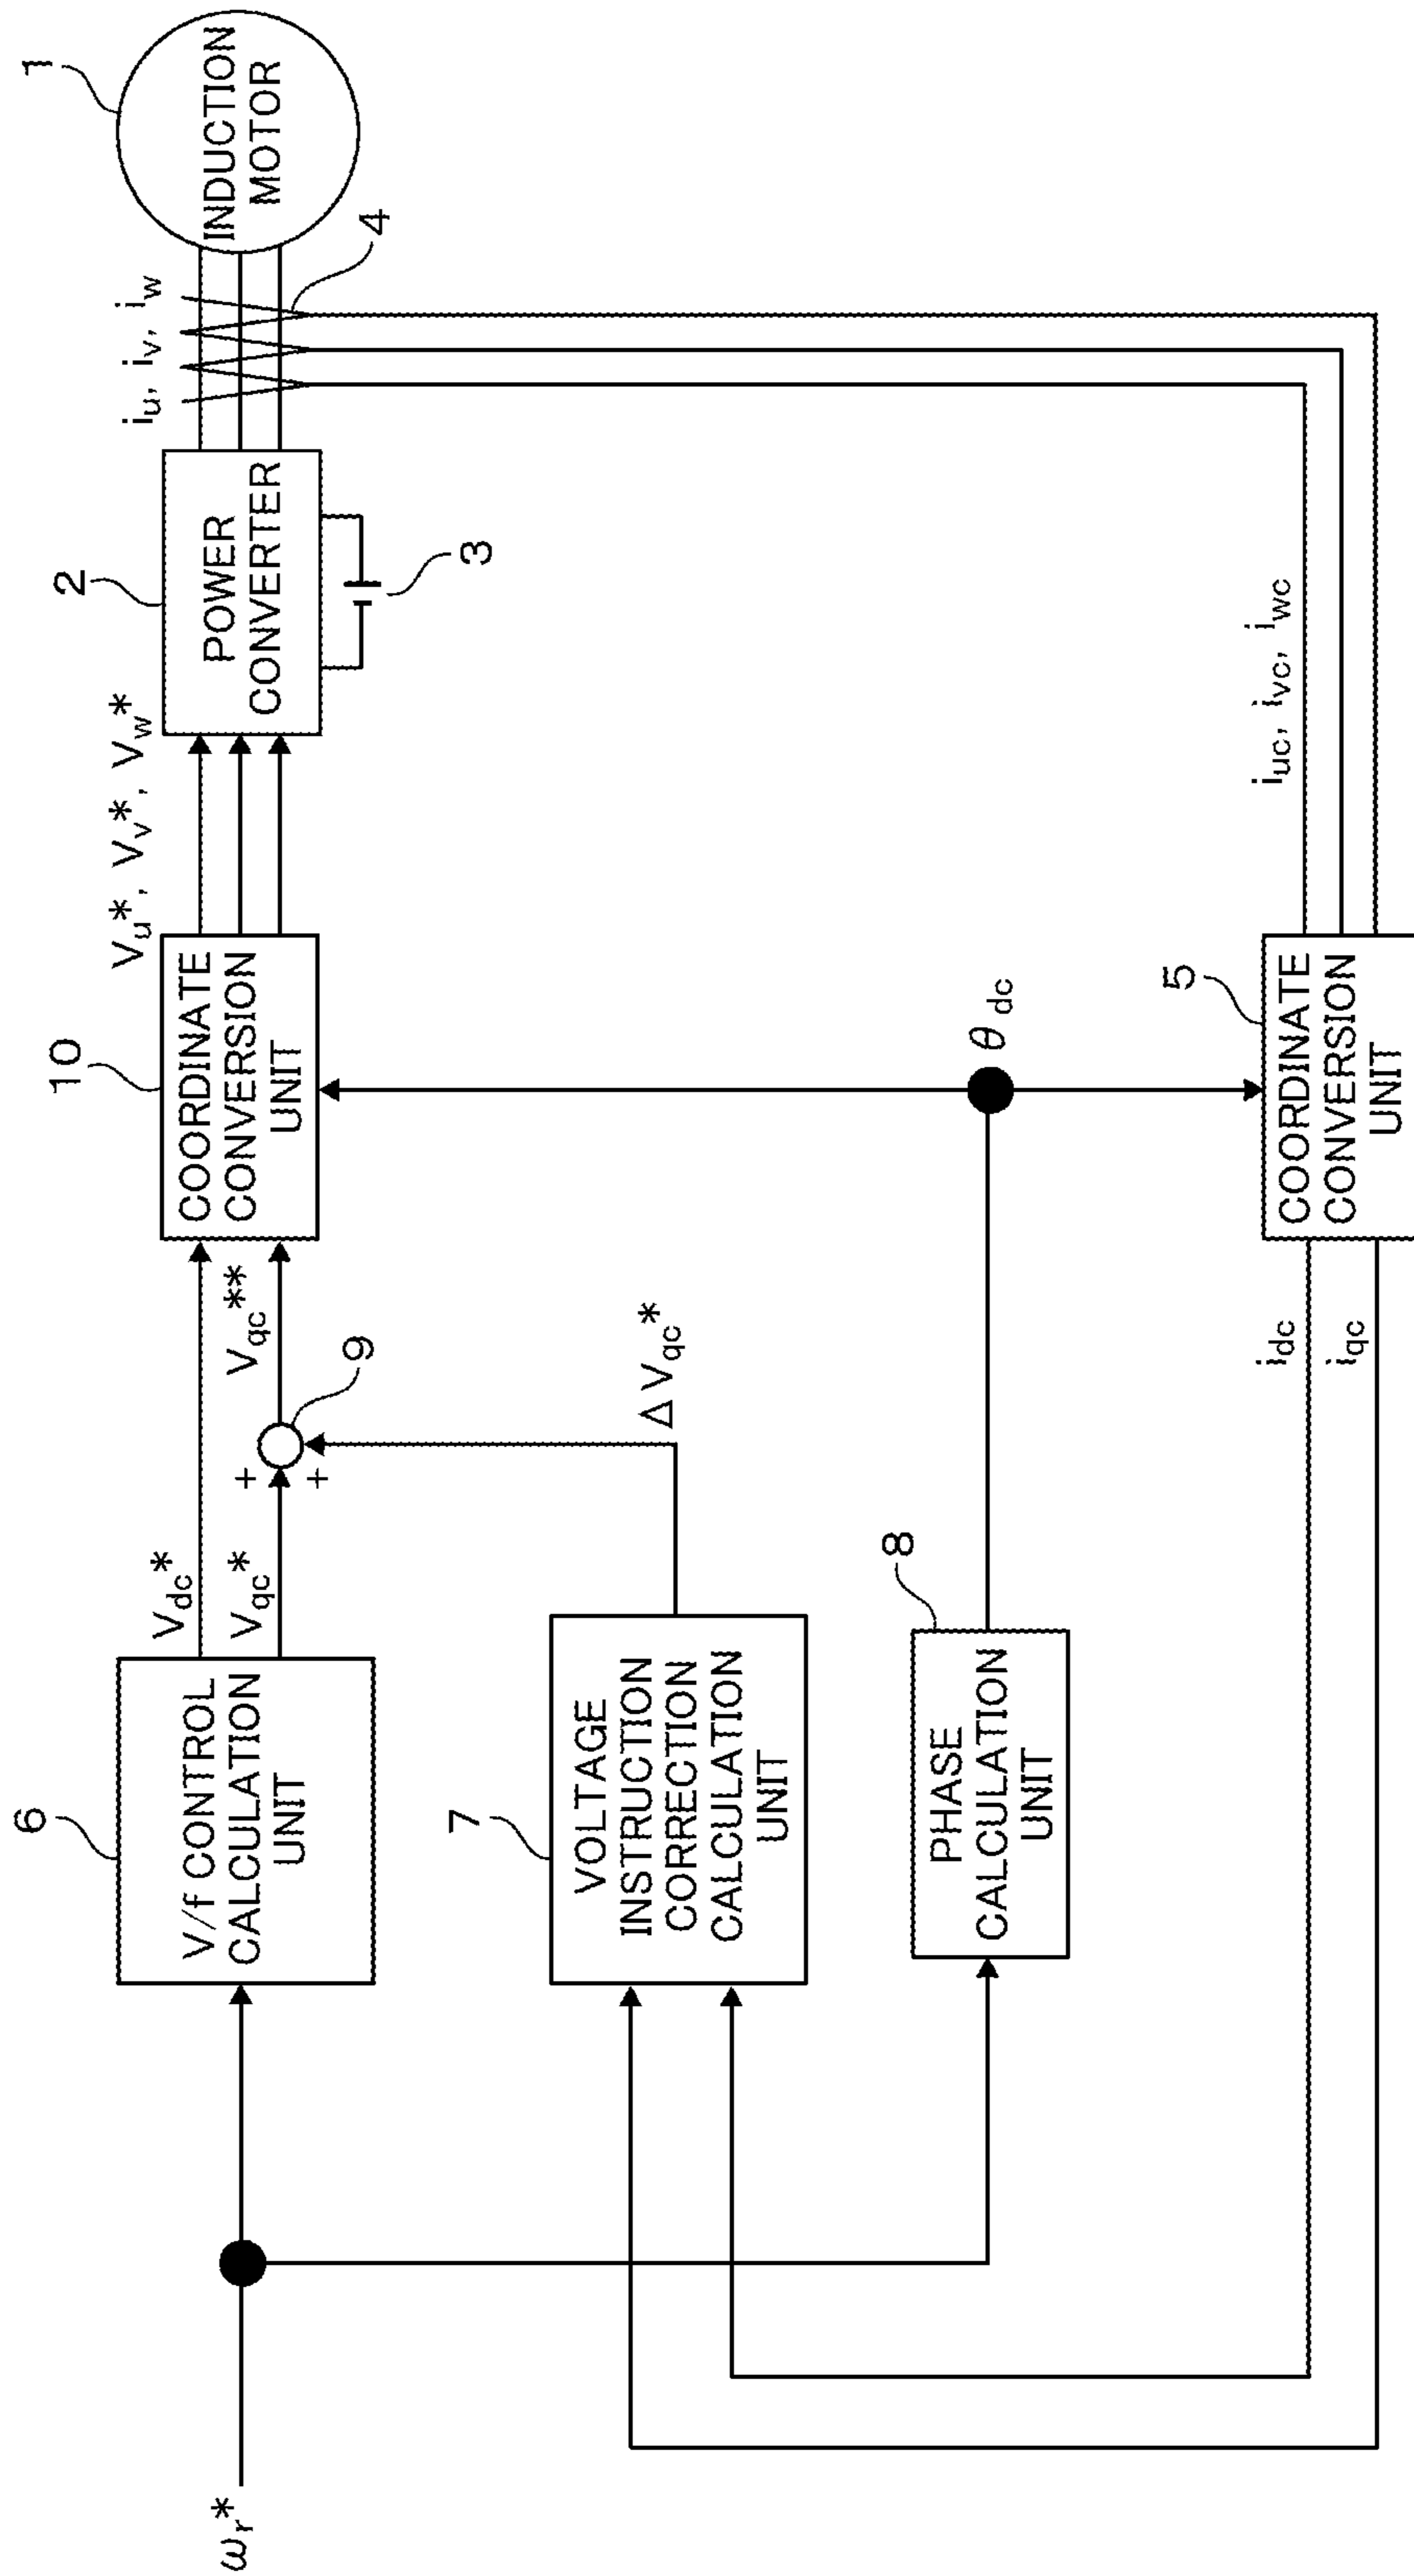 ωr*
6
V/f CONTROL
CALCULATION
UNIT
Vdc*
Vqc*
+
+
9
Vqc**
10
COORDINATE
CONVERSION
UNIT
Vu*, Vv*, Vw*
2
POWER
CONVERTER
3
iu, iv, iw
4
1
INDUCTION
MOTOR
7
VOLTAGE
INSTRUCTION
CORRECTION
CALCULATION
UNIT
ΔVqc*
8
PHASE
CALCULATION
UNIT
θdc
5
COORDINATE
CONVERSION
UNIT
idc
iqc
iuc, ivc, iwc